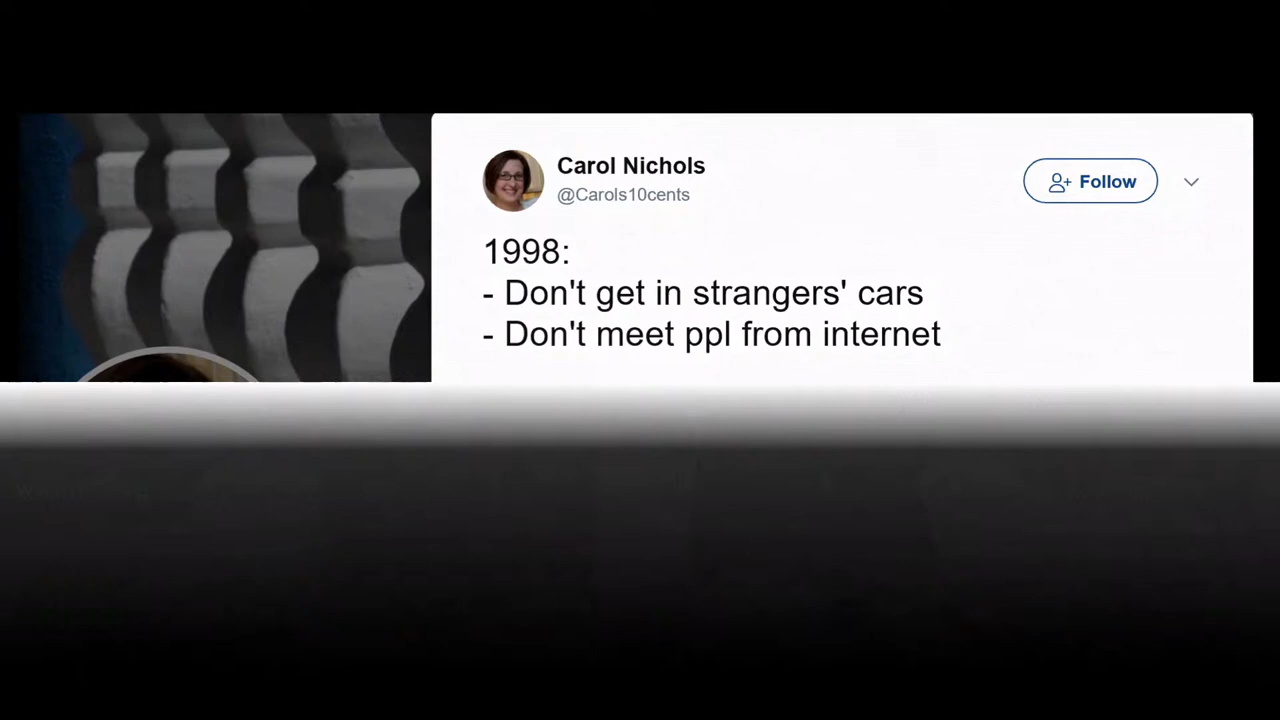 Carol Nichols
@Carols10cents
Follow
1998:
- Don't get in strangers' cars
- Don't meet ppl from internet